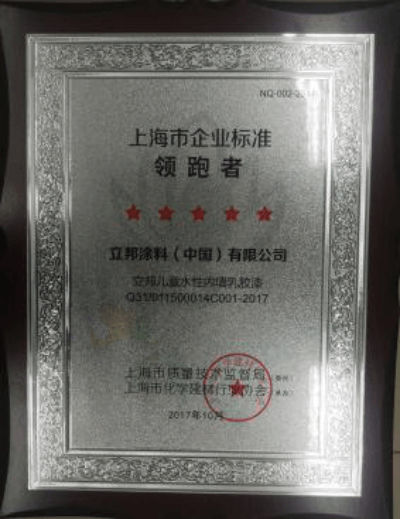 上海市企业标准
领跑者
立邦涂料（中国）有限公司
立邦儿童水性内墙乳胶漆
上海市质量技术监督局
上海市化学建材行业协会
2017年10月